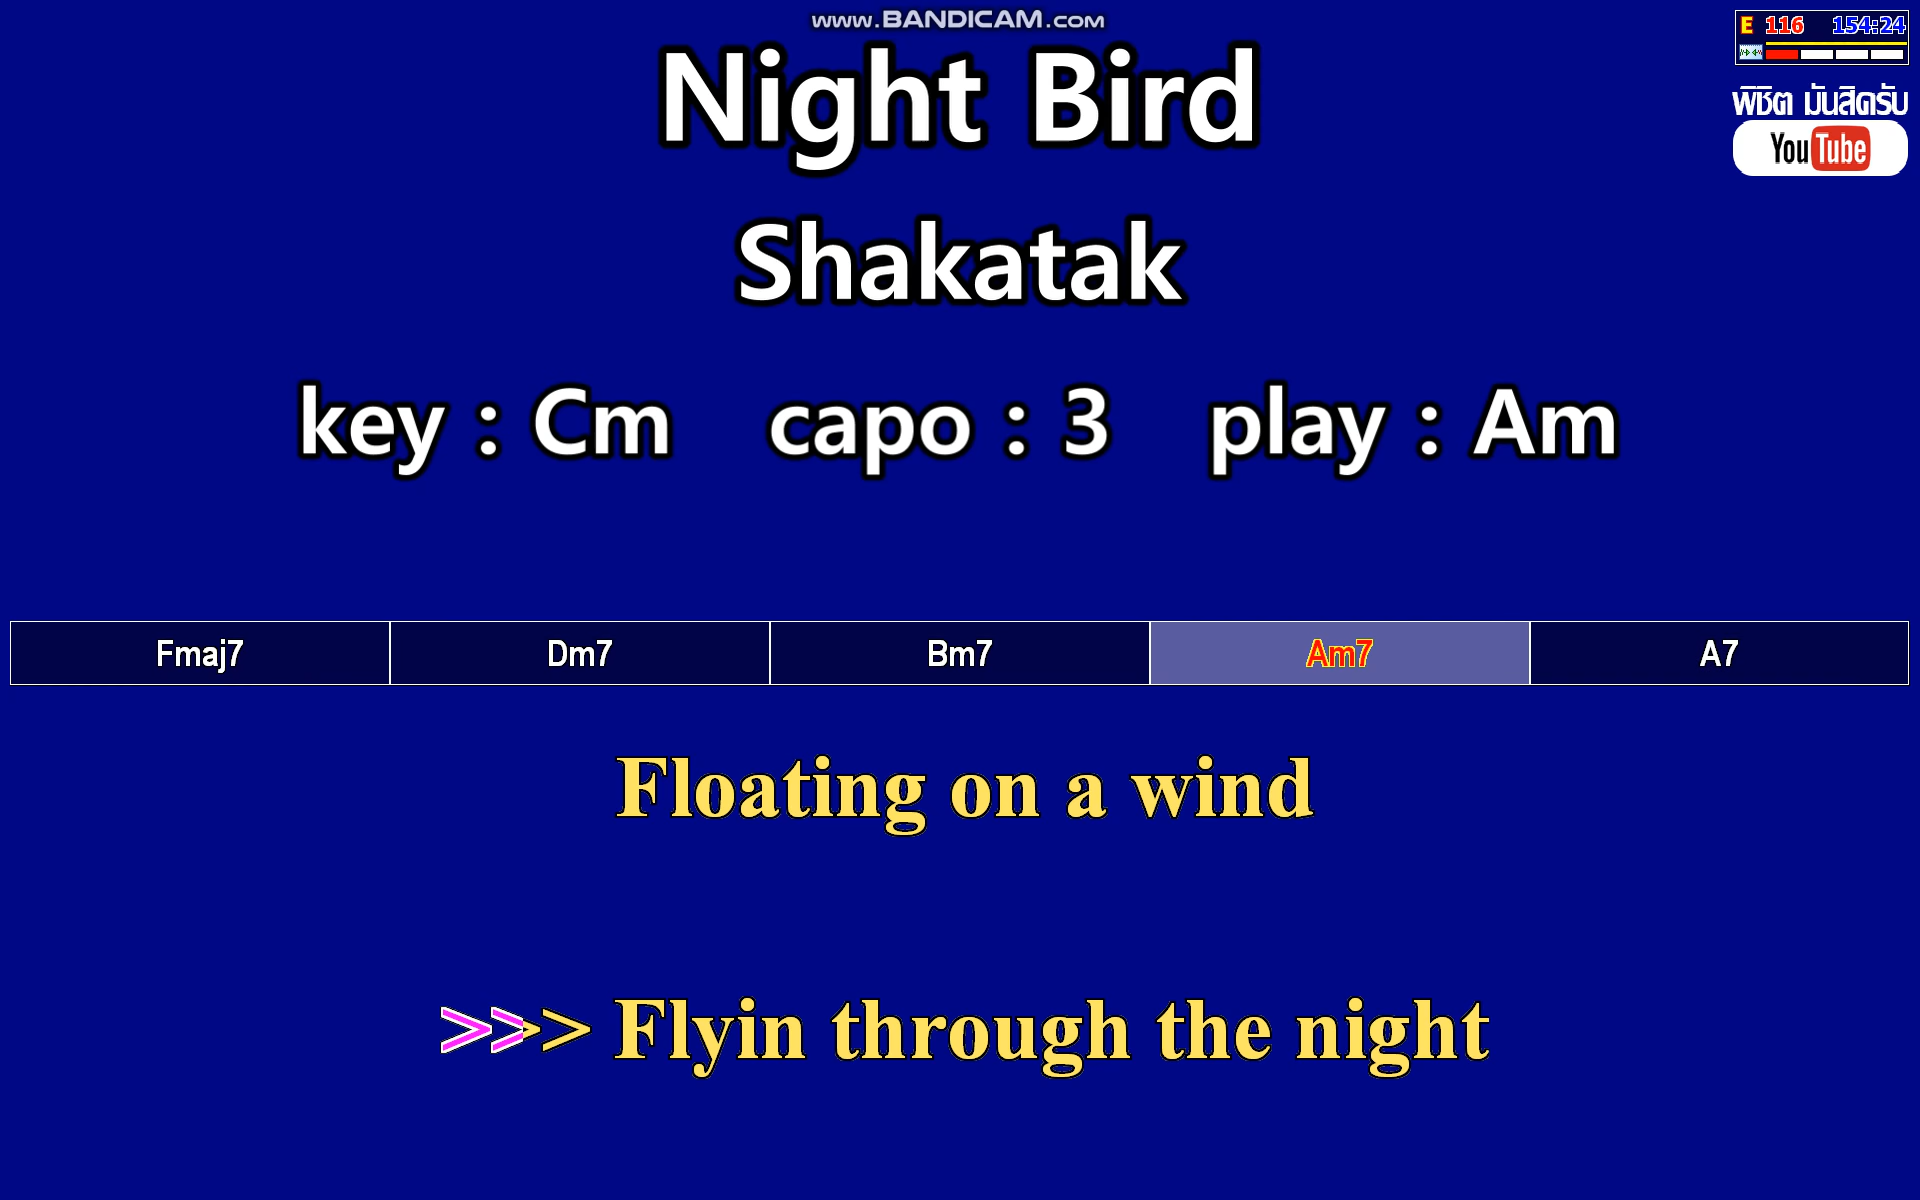 www.BANDICAM.com
E 116 154:24
Night Bird
พิชิต มันสิครับ
YouTube
Shakatak
key : Cm capo : 3 play : Am
Fmaj7 Dm7 Bm7 Am7 A7
Floating on a wind
>>>> Flyin through the night